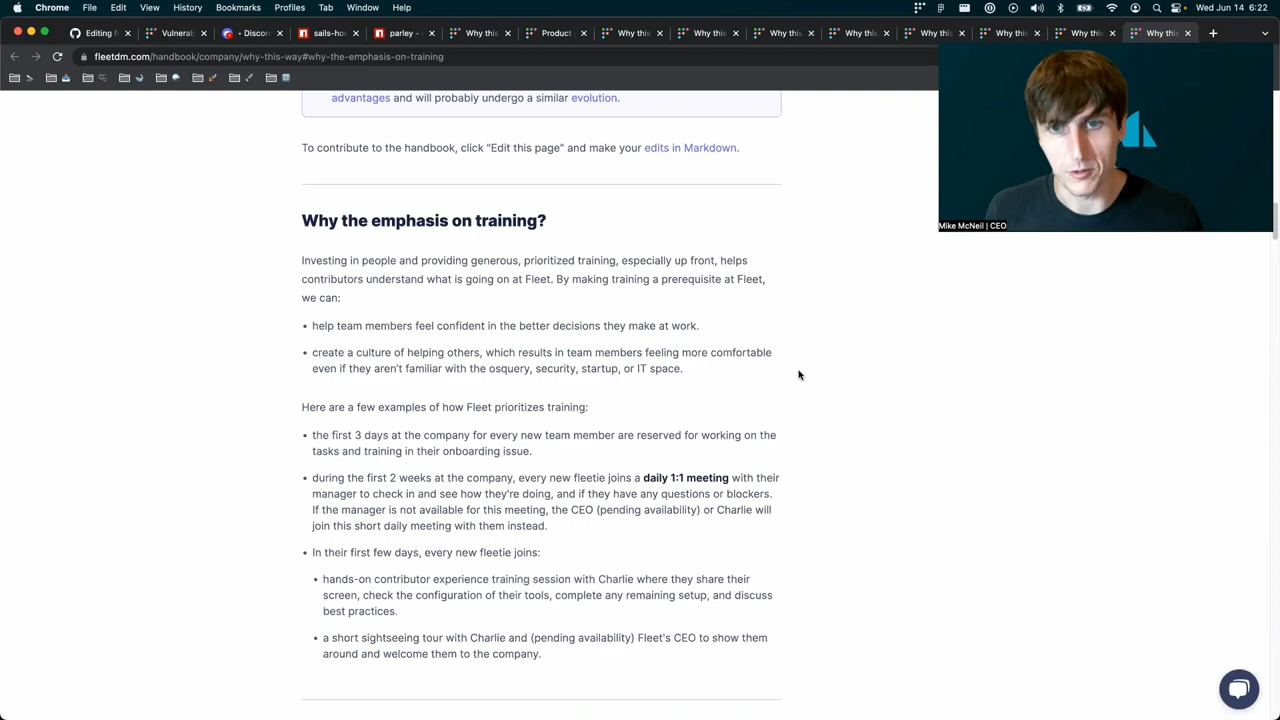 Chrome File Edit View History Bookmarks Profiles Tab Window Help
Wed Jun 14 6:22
Editing f
Vulnerab
• Discord
sails-ho
parley -
Why this
Product
Why this
Why this
Why this
Why this
Why this
Why this
Why this
Why this
fleetdm.com/handbook/company/why-this-way#why-the-emphasis-on-training
advantages and will probably undergo a similar evolution.
To contribute to the handbook, click "Edit this page" and make your edits in Markdown.
Mike McNeil | CEO
Why the emphasis on training?
Investing in people and providing generous, prioritized training, especially up front, helps
contributors understand what is going on at Fleet. By making training a prerequisite at Fleet,
we can:
• help team members feel confident in the better decisions they make at work.
• create a culture of helping others, which results in team members feeling more comfortable
even if they aren't familiar with the osquery, security, startup, or IT space.
Here are a few examples of how Fleet prioritizes training:
• the first 3 days at the company for every new team member are reserved for working on the
tasks and training in their onboarding issue.
• during the first 2 weeks at the company, every new fleetie joins a daily 1:1 meeting with their
manager to check in and see how they're doing, and if they have any questions or blockers.
If the manager is not available for this meeting, the CEO (pending availability) or Charlie will
join this short daily meeting with them instead.
• In their first few days, every new fleetie joins:
• hands-on contributor experience training session with Charlie where they share their
screen, check the configuration of their tools, complete any remaining setup, and discuss
best practices.
• a short sightseeing tour with Charlie and (pending availability) Fleet's CEO to show them
around and welcome them to the company.